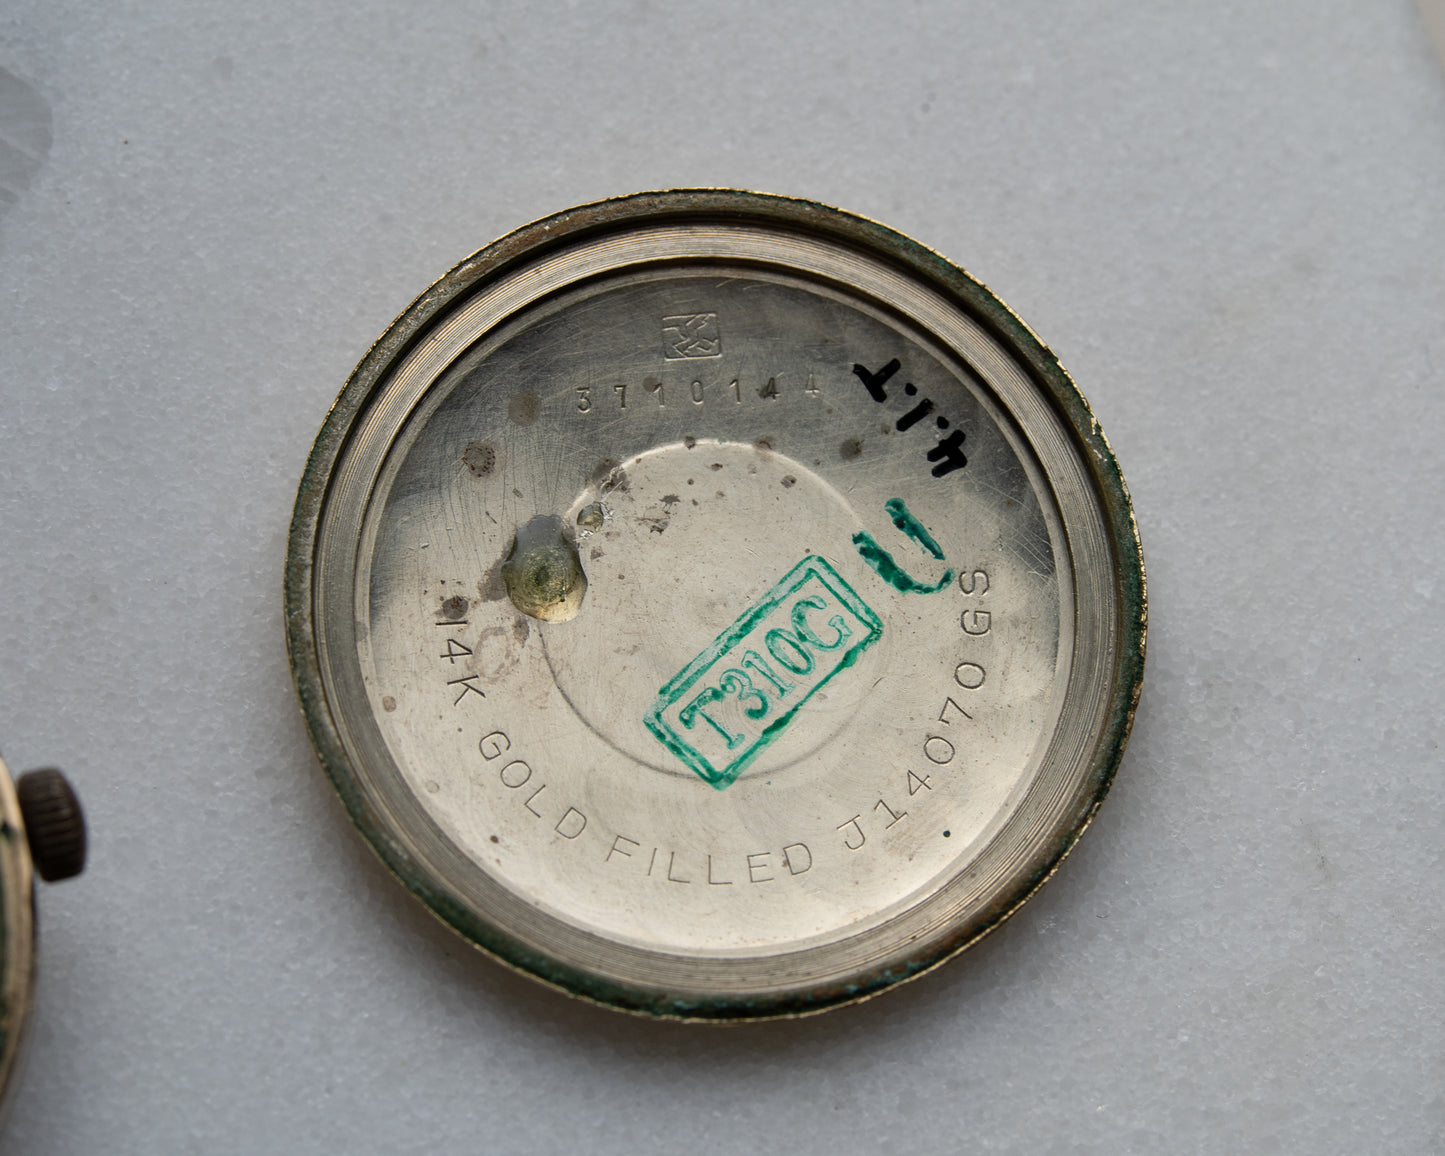 3710144
4.1.T
U
T310G
14K GOLD FILLED J14070 GS